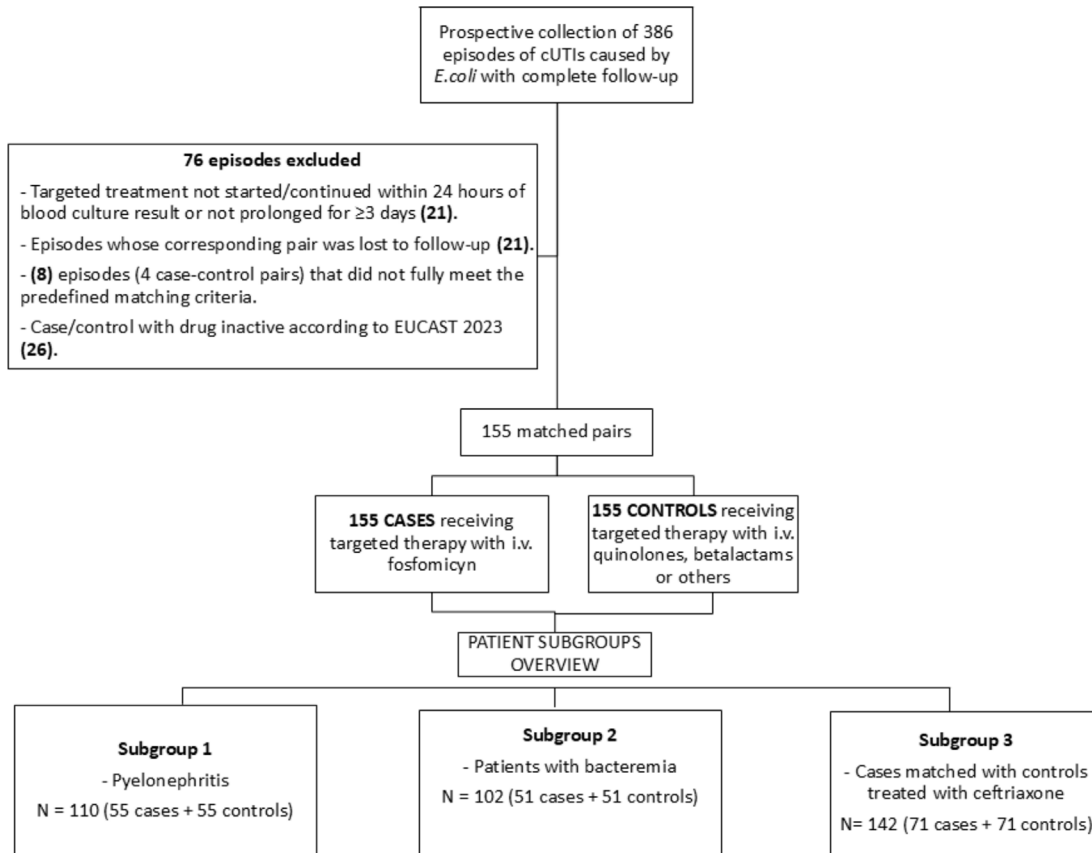 Prospective collection of 386
episodes of cUTIs caused by
E.coli with complete follow-up
76 episodes excluded
- Targeted treatment not started/continued within 24 hours of
blood culture result or not prolonged for ≥3 days (21).
- Episodes whose corresponding pair was lost to follow-up (21).
- (8) episodes (4 case-control pairs) that did not fully meet the
predefined matching criteria.
- Case/control with drug inactive according to EUCAST 2023
(26).
155 matched pairs
155 CASES receiving
targeted therapy with i.v.
fosfomicyn
155 CONTROLS receiving
targeted therapy with i.v.
quinolones, betalactams
or others
PATIENT SUBGROUPS
OVERVIEW
Subgroup 1
- Pyelonephritis
N = 110 (55 cases + 55 controls)
Subgroup 2
- Patients with bacteremia
N = 102 (51 cases + 51 controls)
Subgroup 3
- Cases matched with controls
treated with ceftriaxone
N= 142 (71 cases + 71 controls)